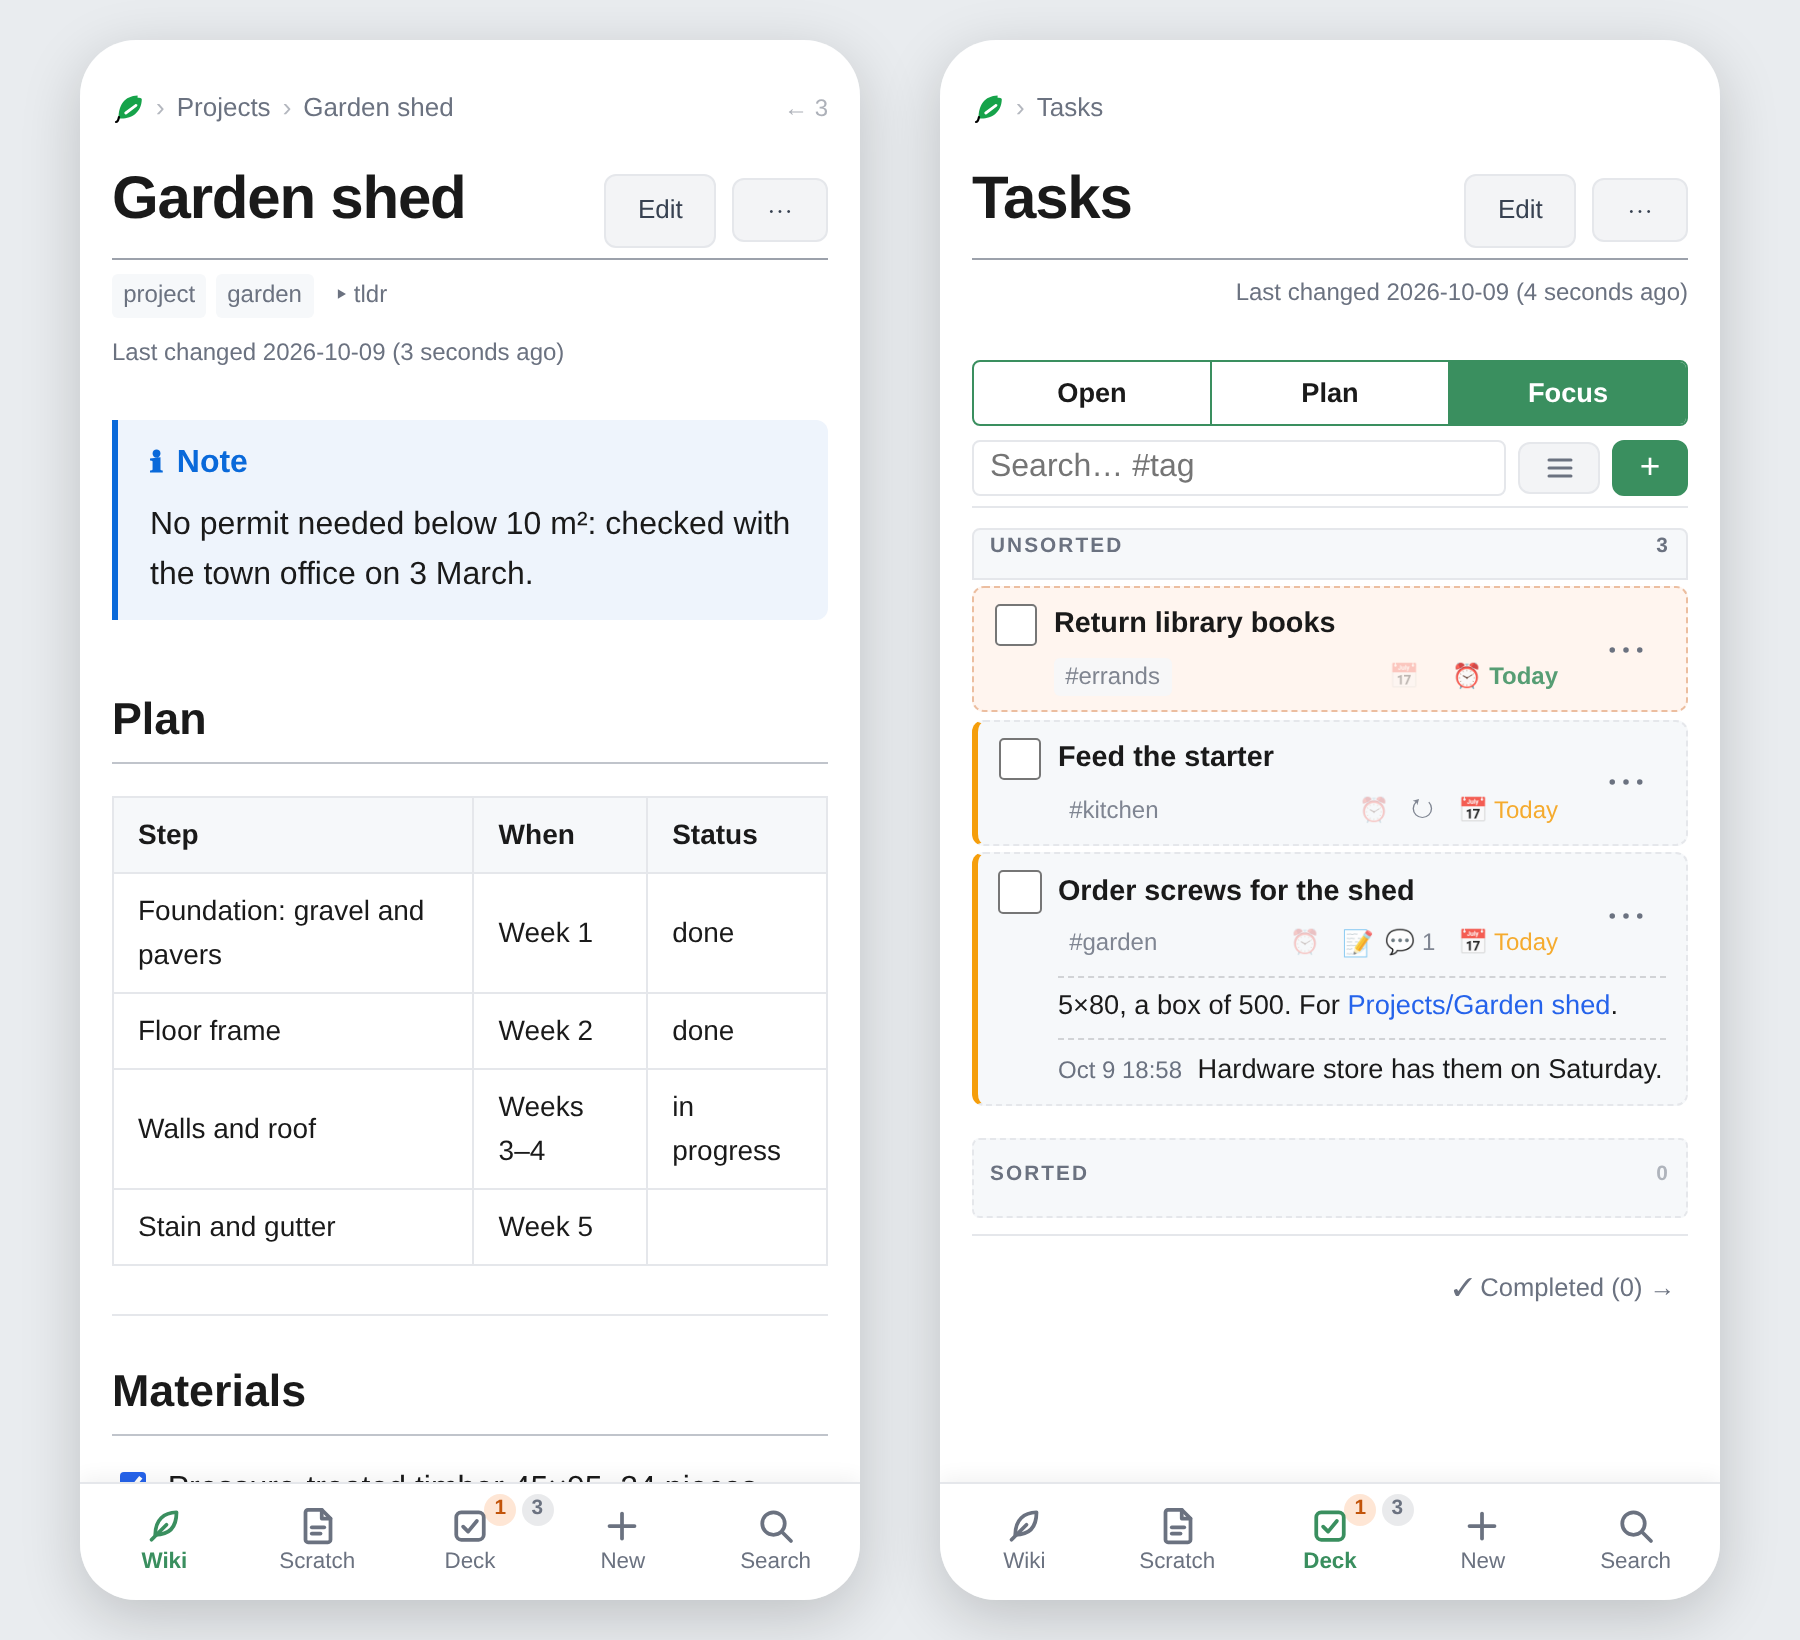 › Projects › Garden shed ← 3
Garden shed
Edit
…
project garden ▸ tldr
Last changed 2026-10-09 (3 seconds ago)
ℹ Note
No permit needed below 10 m²: checked with
the town office on 3 March.
Plan
Step When Status
Foundation: gravel and
pavers
Week 1 done
Floor frame Week 2 done
Walls and roof
Weeks
3–4
in
progress
Stain and gutter Week 5
Materials
Wiki
Scratch
Deck 1 3
New
Search
› Tasks
Tasks
Edit
…
Last changed 2026-10-09 (4 seconds ago)
Open Plan Focus
Search… #tag
+
UNSORTED 3
Return library books
#errands 📅 ⏰ Today
Feed the starter
#kitchen ⏰ 📅 Today
Order screws for the shed
#garden ⏰ 📝 💬 1 📅 Today
5×80, a box of 500. For Projects/Garden shed.
Oct 9 18:58 Hardware store has them on Saturday.
SORTED 0
✓ Completed (0) →
Wiki
Scratch
Deck 1 3
New
Search